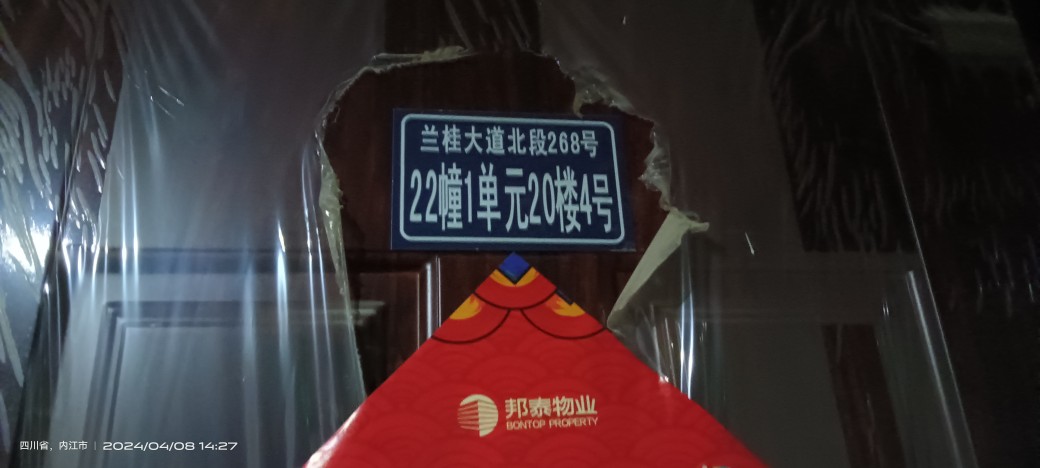 兰桂大道北段268号
22幢1单元20楼4号
邦泰物业
BONTOP PROPERTY
四川省，内江市 | 2024/04/08 14:27